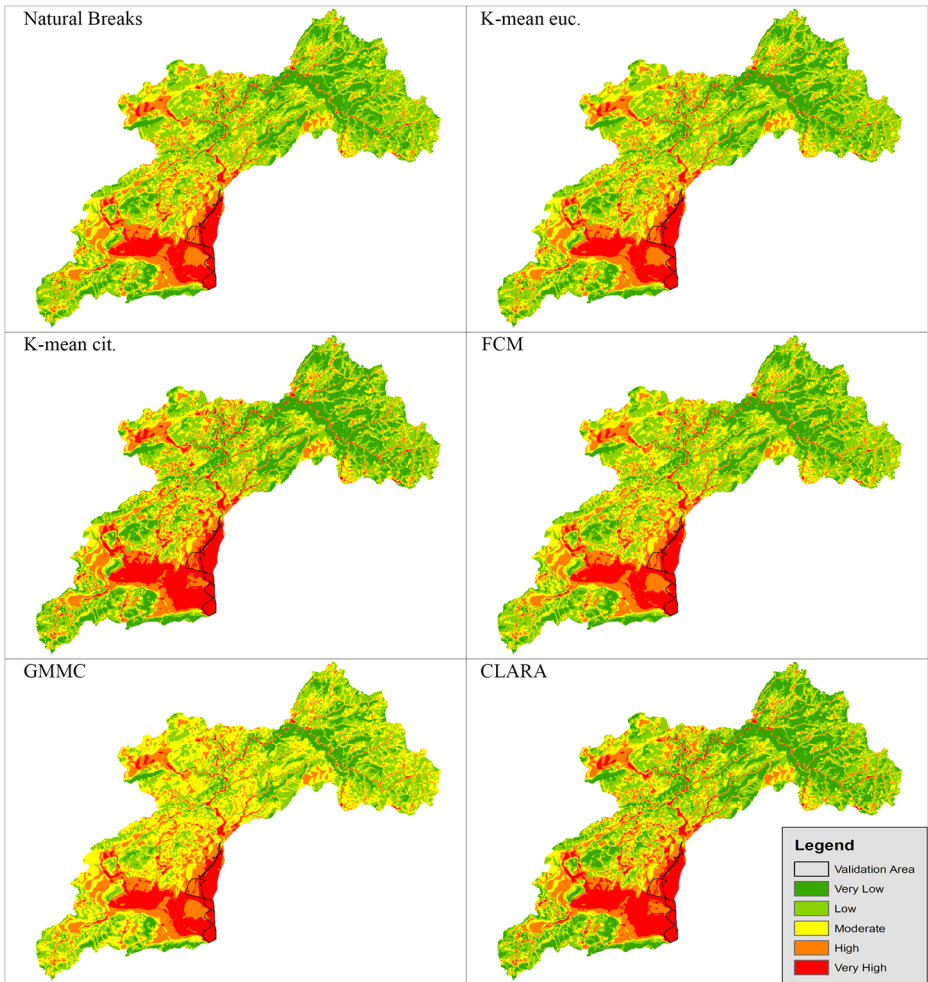 Natural Breaks
K-mean euc.
K-mean cit.
FCM
GMMC
CLARA
Legend
Validation Area
Very Low
Low
Moderate
High
Very High